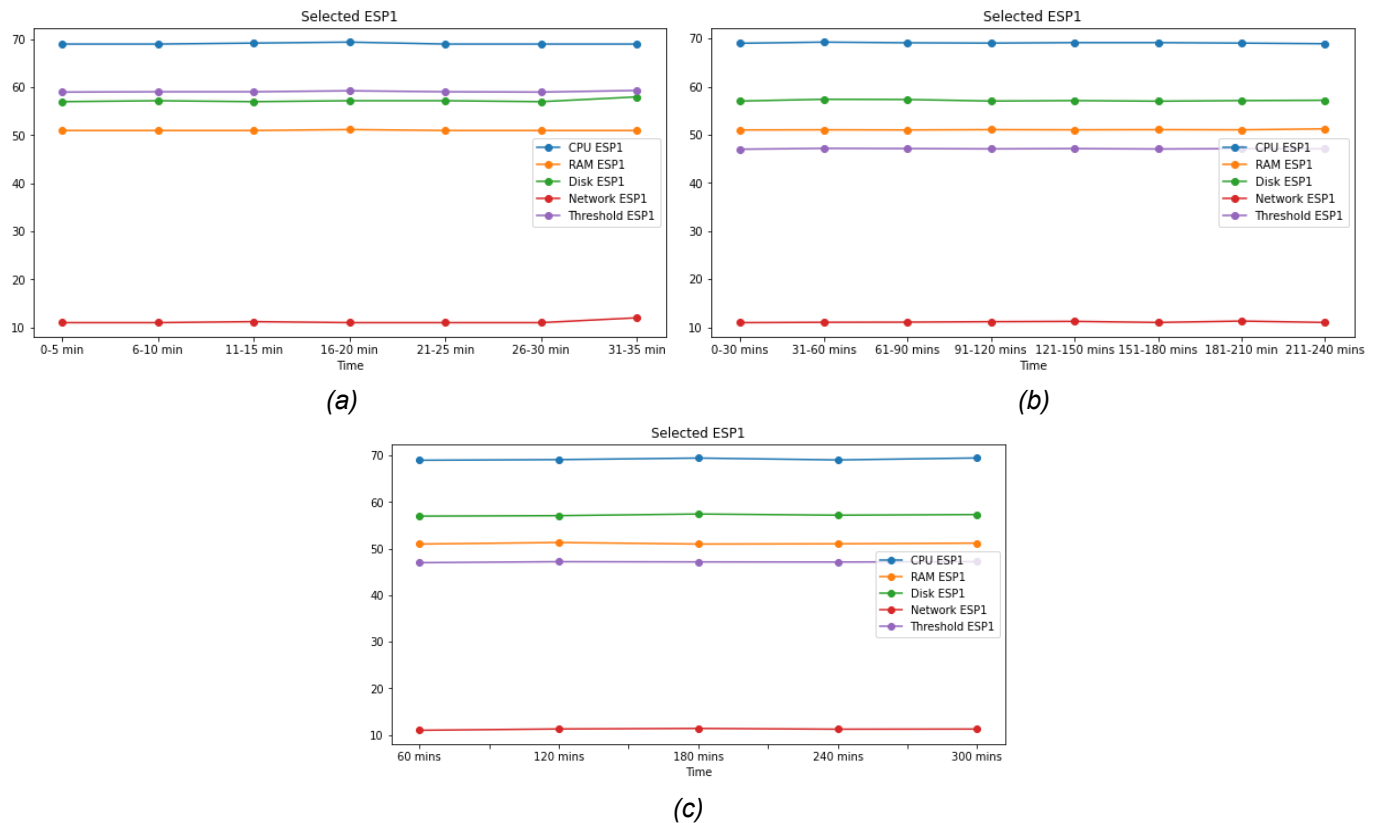 Selected ESP1
70
60
50
40
30
20
10
CPU ESP1
RAM ESP1
Disk ESP1
Network ESP1
Threshold ESP1
0-5 min 6-10 min 11-15 min 16-20 min 21-25 min 26-30 min 31-35 min
Time
(a)
Selected ESP1
70
60
50
40
30
20
10
CPU ESP1
RAM ESP1
Disk ESP1
Network ESP1
Threshold ESP1
0-30 mins 31-60 mins 61-90 mins 91-120 mins 121-150 mins 151-180 mins 181-210 min 211-240 mins
Time
(b)
Selected ESP1
70
60
50
40
30
20
10
CPU ESP1
RAM ESP1
Disk ESP1
Network ESP1
Threshold ESP1
60 mins 120 mins 180 mins 240 mins 300 mins
Time
(c)